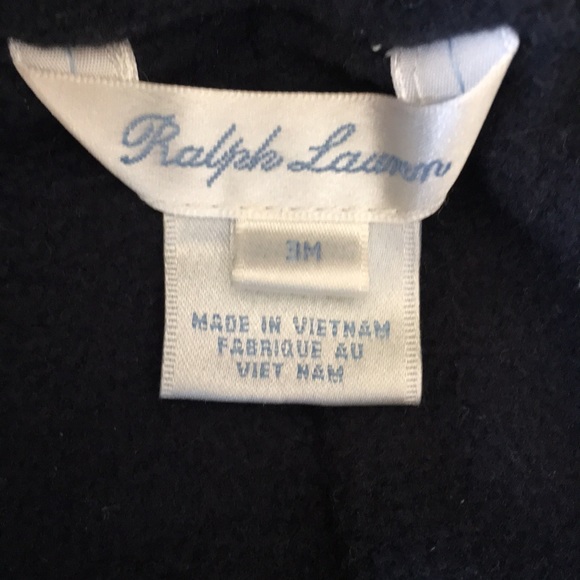 Ralph Lauren
3M
MADE IN VIETNAM
FABRIQUE AU
VIET NAM